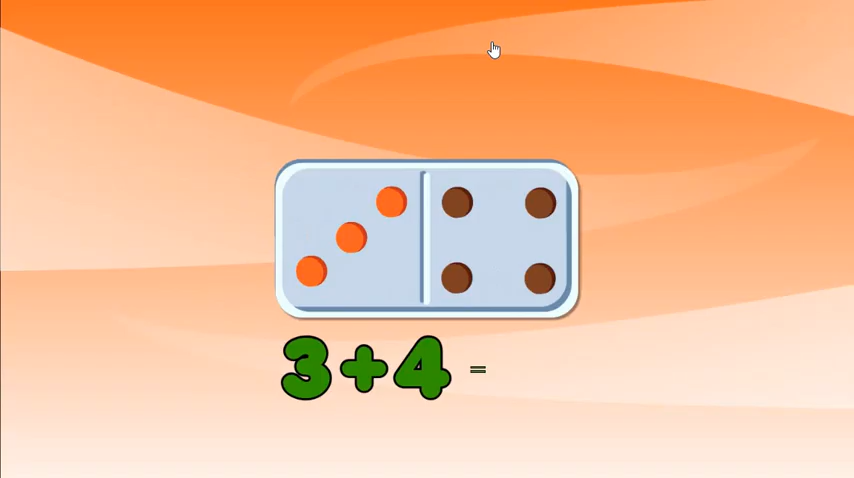 3+4 =